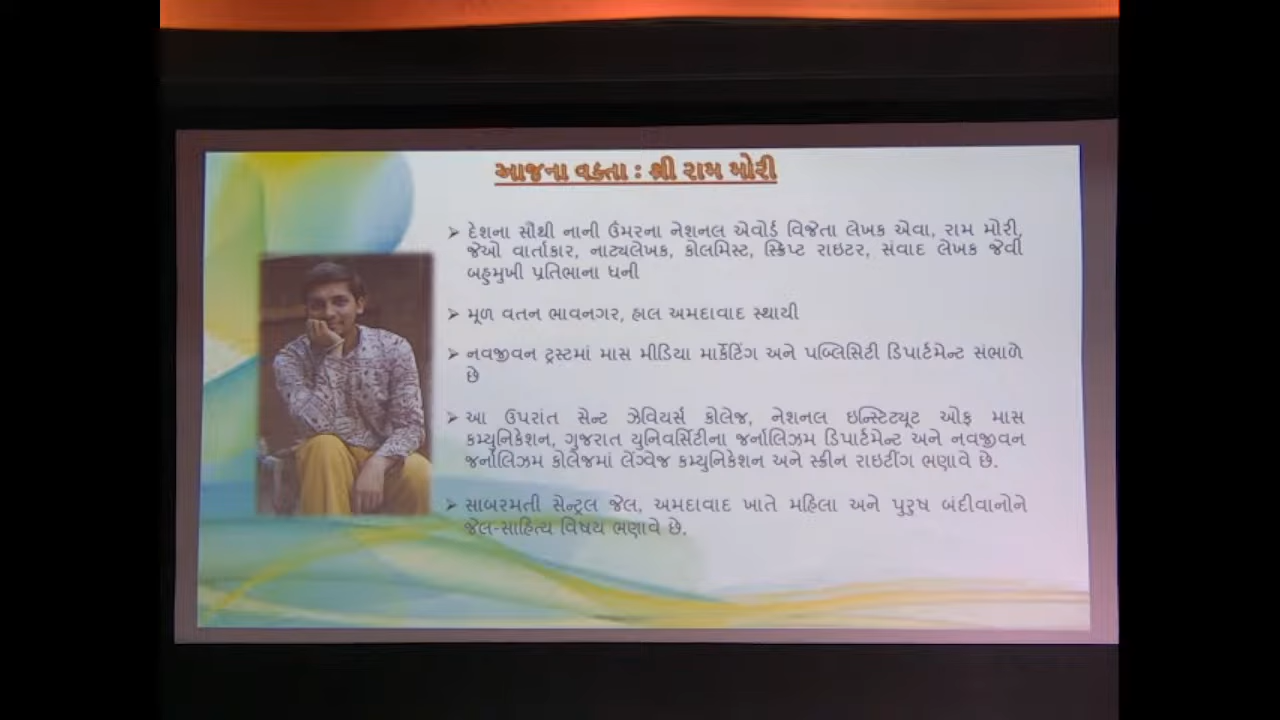 આજના વક્તા : શ્રી રામ મોરી
➢ દેશના સૌથી નાની ઉંમરના નેશનલ એવોર્ડ વિજેતા લેખક એવા, રામ મોરી,
જેઓ વાર્તાકાર, નાટ્યલેખક, કોલમિસ્ટ, સ્ક્રિપ્ટ રાઇટર, સંવાદ લેખક જેવી
બહુમુખી પ્રતિભાના ધની
➢ મૂળ વતન ભાવનગર, હાલ અમદાવાદ સ્થાયી
➢ નવજીવન ટ્રસ્ટમાં માસ મીડિયા માર્કેટિંગ અને પબ્લિસિટી ડિપાર્ટમેન્ટ સંભાળે
છે
➢ આ ઉપરાંત સેન્ટ ઝેવિયર્સ કોલેજ, નેશનલ ઇન્સ્ટિટ્યૂટ ઓફ માસ
કમ્યુનિકેશન, ગુજરાત યુનિવર્સિટીના જર્નાલિઝમ ડિપાર્ટમેન્ટ અને નવજીવન
જર્નાલિઝમ કોલેજમાં લેંગ્વેજ કમ્યુનિકેશન અને સ્ક્રીન રાઇટીંગ ભણાવે છે.
➢ સાબરમતી સેન્ટ્રલ જેલ, અમદાવાદ ખાતે મહિલા અને પુરુષ બંદીવાનોને
જેલ-સાહિત્ય વિષય ભણાવે છે.